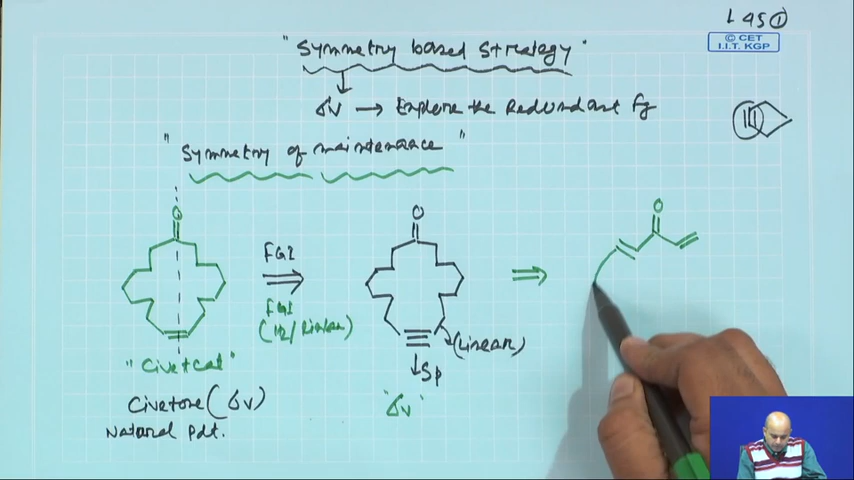 L 45 ①
© CET
I.I.T. KGP
"Symmetry based Strategy"
σv → Explore the Redundant fg
"Symmetry of maintenance"
O
O
O
FGI
FGI
(H2/Lindlar)
(Linear)
Sp
"Civetcat"
Civetone (σv)
"σv"
Natural Pdt.